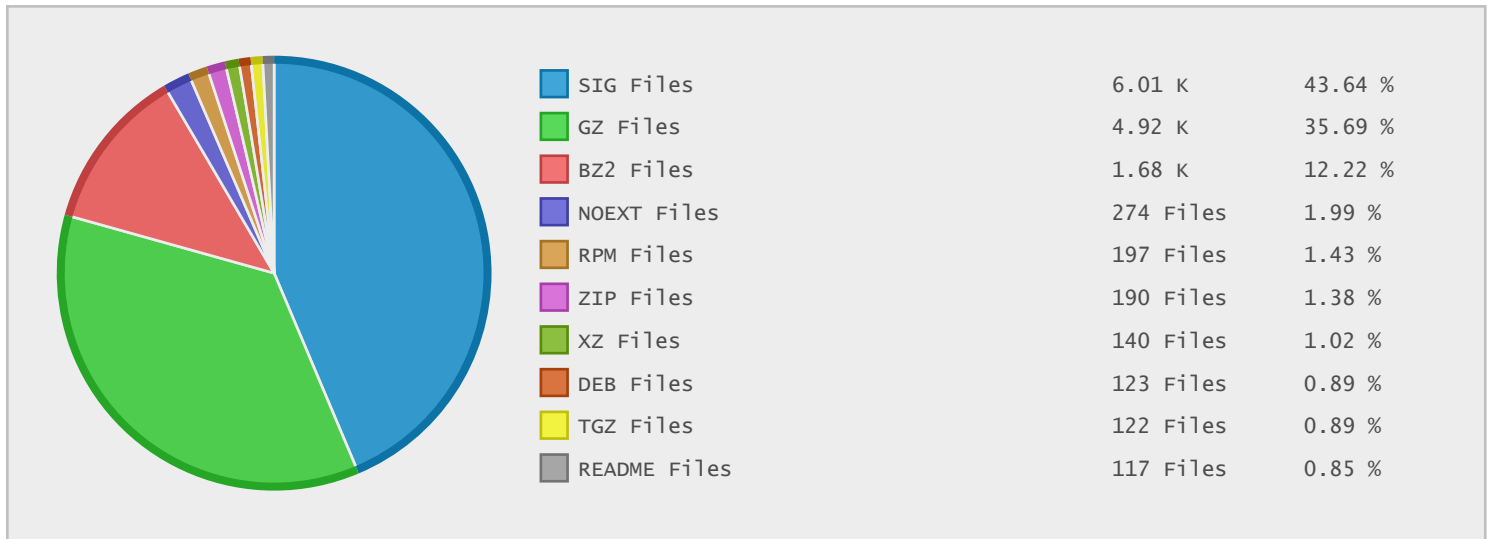 SIG Files 6.01 K 43.64 %
GZ Files 4.92 K 35.69 %
BZ2 Files 1.68 K 12.22 %
NOEXT Files 274 Files 1.99 %
RPM Files 197 Files 1.43 %
ZIP Files 190 Files 1.38 %
XZ Files 140 Files 1.02 %
DEB Files 123 Files 0.89 %
TGZ Files 122 Files 0.89 %
README Files 117 Files 0.85 %